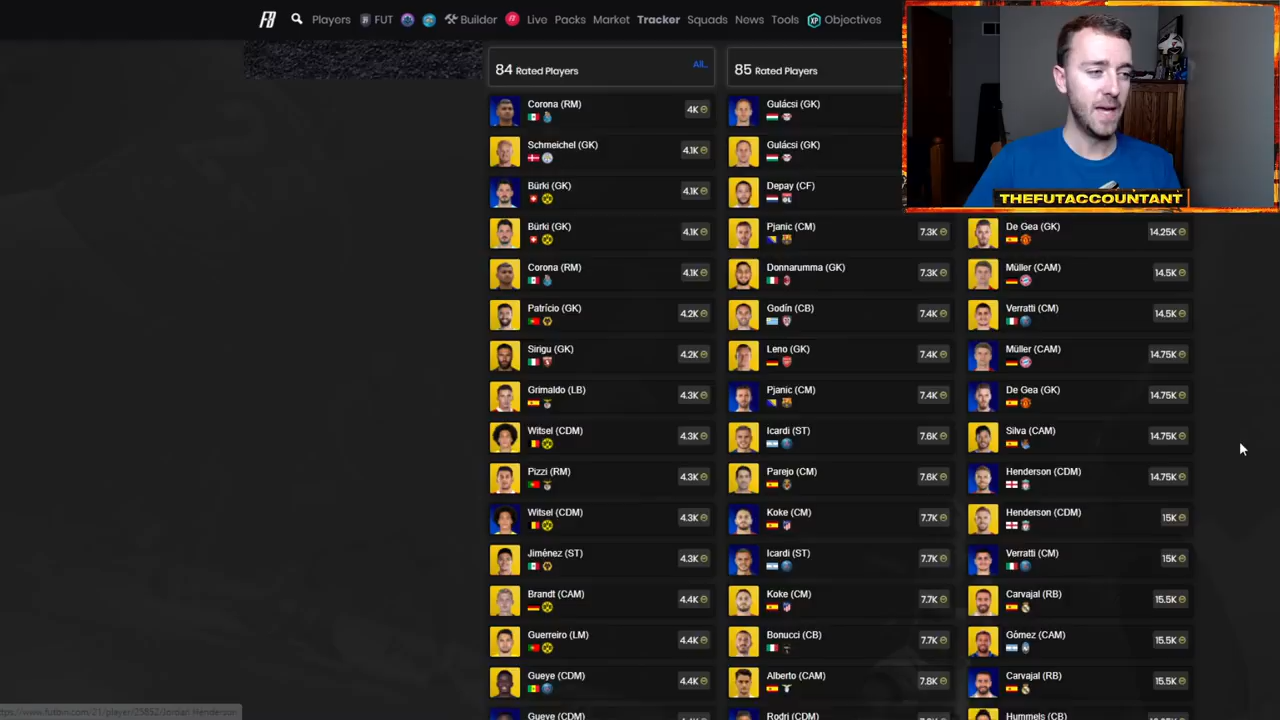 F8 Players FUT Builder Live Packs Market Tracker Squads News Tools XP Objectives
THEFUTACCOUNTANT
84 Rated Players All..
Corona (RM) 4K
Schmeichel (GK) 4.1K
Bürki (GK) 4.1K
Bürki (GK) 4.1K
Corona (RM) 4.1K
Patrício (GK) 4.2K
Sirigu (GK) 4.2K
Grimaldo (LB) 4.3K
Witsel (CDM) 4.3K
Pizzi (RM) 4.3K
Witsel (CDM) 4.3K
Jiménez (ST) 4.3K
Brandt (CAM) 4.4K
Guerreiro (LM) 4.4K
Gueye (CDM) 4.4K
Gueye (CDM)
85 Rated Players
Gulácsi (GK)
Gulácsi (GK)
Depay (CF)
Pjanic (CM) 7.3K
Donnarumma (GK) 7.3K
Godín (CB) 7.4K
Leno (GK) 7.4K
Pjanic (CM) 7.4K
Icardi (ST) 7.6K
Parejo (CM) 7.6K
Koke (CM) 7.7K
Icardi (ST) 7.7K
Koke (CM) 7.7K
Bonucci (CB) 7.7K
Alberto (CAM) 7.8K
Rodri (CDM)
De Gea (GK) 14.25K
Müller (CAM) 14.5K
Verratti (CM) 14.5K
Müller (CAM) 14.75K
De Gea (GK) 14.75K
Silva (CAM) 14.75K
Henderson (CDM) 14.75K
Henderson (CDM) 15K
Verratti (CM) 15K
Carvajal (RB) 15.5K
Gómez (CAM) 15.5K
Carvajal (RB) 15.5K
Hummels (CB)